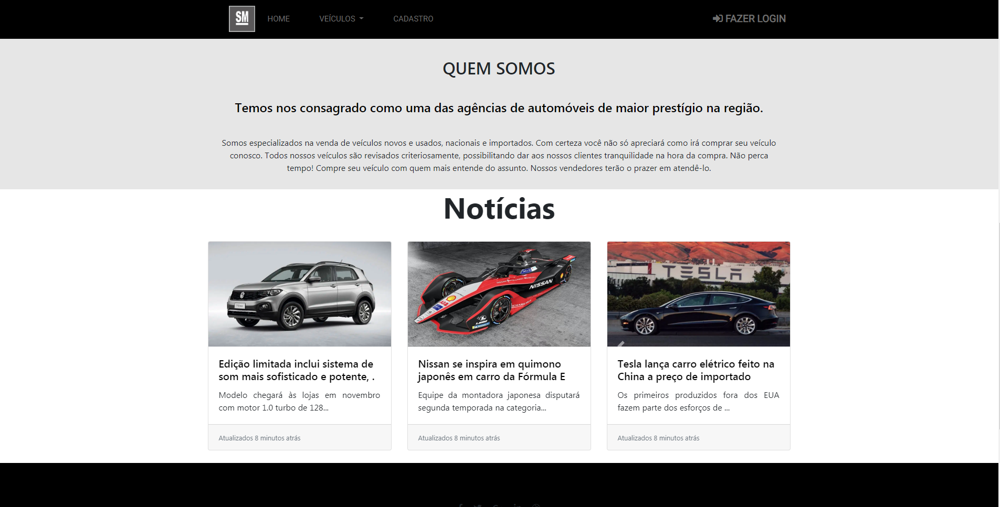 SM
HOME
VEÍCULOS
CADASTRO
FAZER LOGIN
QUEM SOMOS
Temos nos consagrado como uma das agências de automóveis de maior prestígio na região.
Somos especializados na venda de veículos novos e usados, nacionais e importados. Com certeza você não só apreciará como irá comprar seu veículo
conosco. Todos nossos veículos são revisados criteriosamente, possibilitando dar aos nossos clientes tranquilidade na hora da compra. Não perca
tempo! Compre seu veículo com quem mais entende do assunto. Nossos vendedores terão o prazer em atendê-lo.
Notícias
NISSAN
TESLA
Edição limitada inclui sistema de
som mais sofisticado e potente, .
Modelo chegará às lojas em novembro
com motor 1.0 turbo de 128...
Atualizados 8 minutos atrás
Nissan se inspira em quimono
japonês em carro da Fórmula E
Equipe da montadora japonesa disputará
segunda temporada na categoria...
Atualizados 8 minutos atrás
Tesla lança carro elétrico feito na
China a preço de importado
Os primeiros produzidos fora dos EUA
fazem parte dos esforços de ...
Atualizados 8 minutos atrás